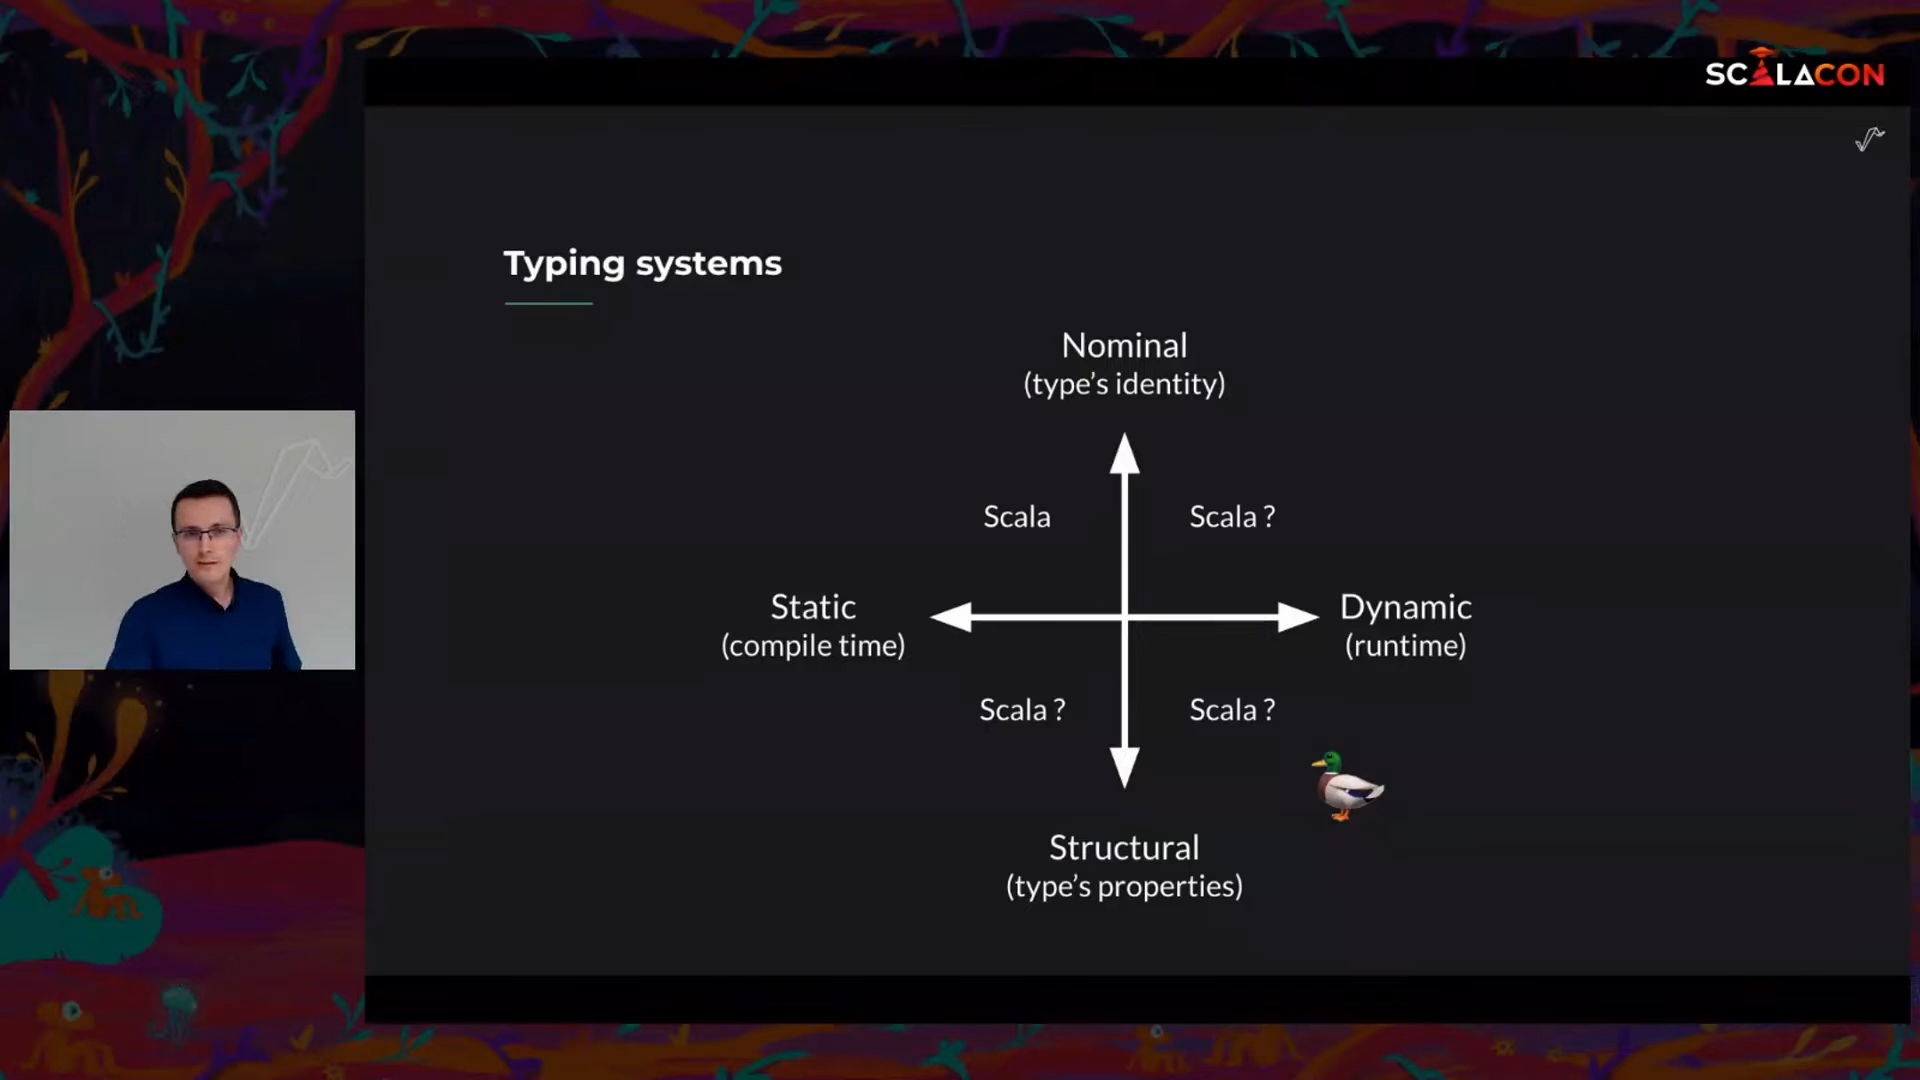 SCALACON
Typing systems
Nominal
(type's identity)
Scala
Scala ?
Static
(compile time)
Dynamic
(runtime)
Scala ?
Scala ?
Structural
(type's properties)